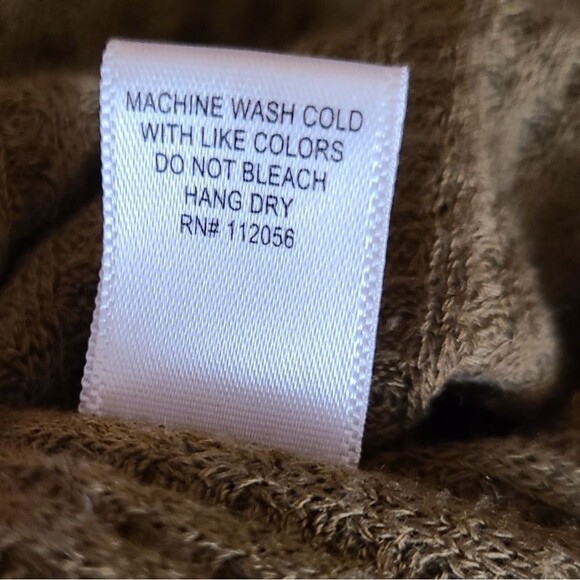 MACHINE WASH COLD
WITH LIKE COLORS
DO NOT BLEACH
HANG DRY
RN# 112056